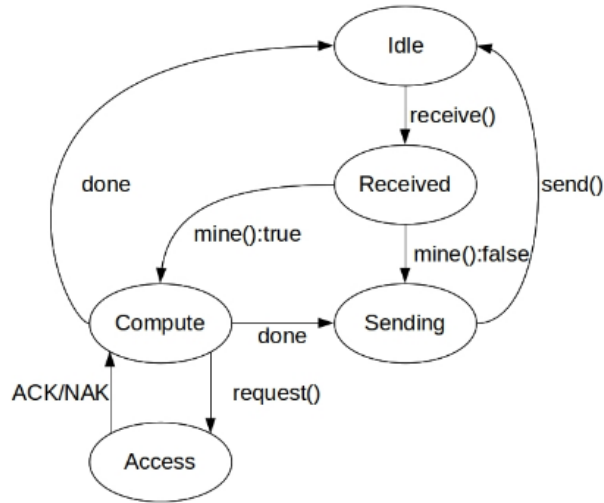 Idle
receive()
done
Received
send()
mine():true
mine():false
Compute
done
Sending
ACK/NAK
request()
Access